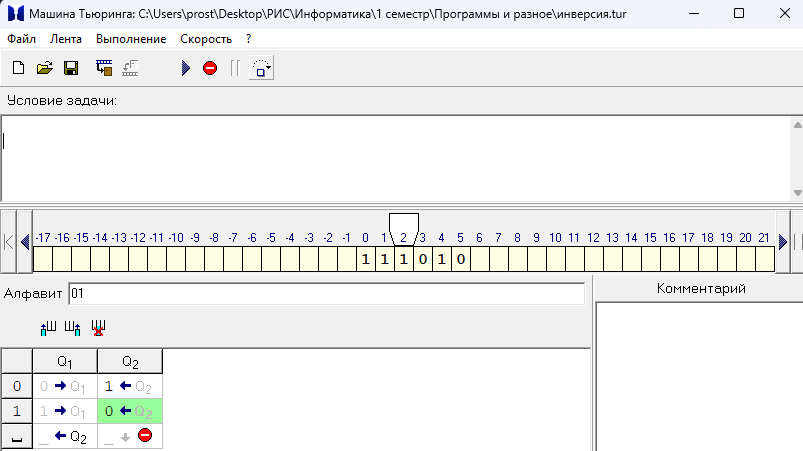 Машина Тьюринга: C:\Users\prost\Desktop\РИС\Информатика\1 семестр\Программы и разное\инверсия.tur
Файл Лента Выполнение Скорость ?
Условие задачи:
-17 -16 -15 -14 -13 -12 -11 -10 -9 -8 -7 -6 -5 -4 -3 -2 -1 0 1 2 3 4 5 6 7 8 9 10 11 12 13 14 15 16 17 18 19 20 21
1 1 1 0 1 0
Алфавит 01
Комментарий
Q1 Q2
0 0 → Q1 1 ← Q2
1 1 → Q1 0 ← Q2
␣ _ ← Q2 _ ↓